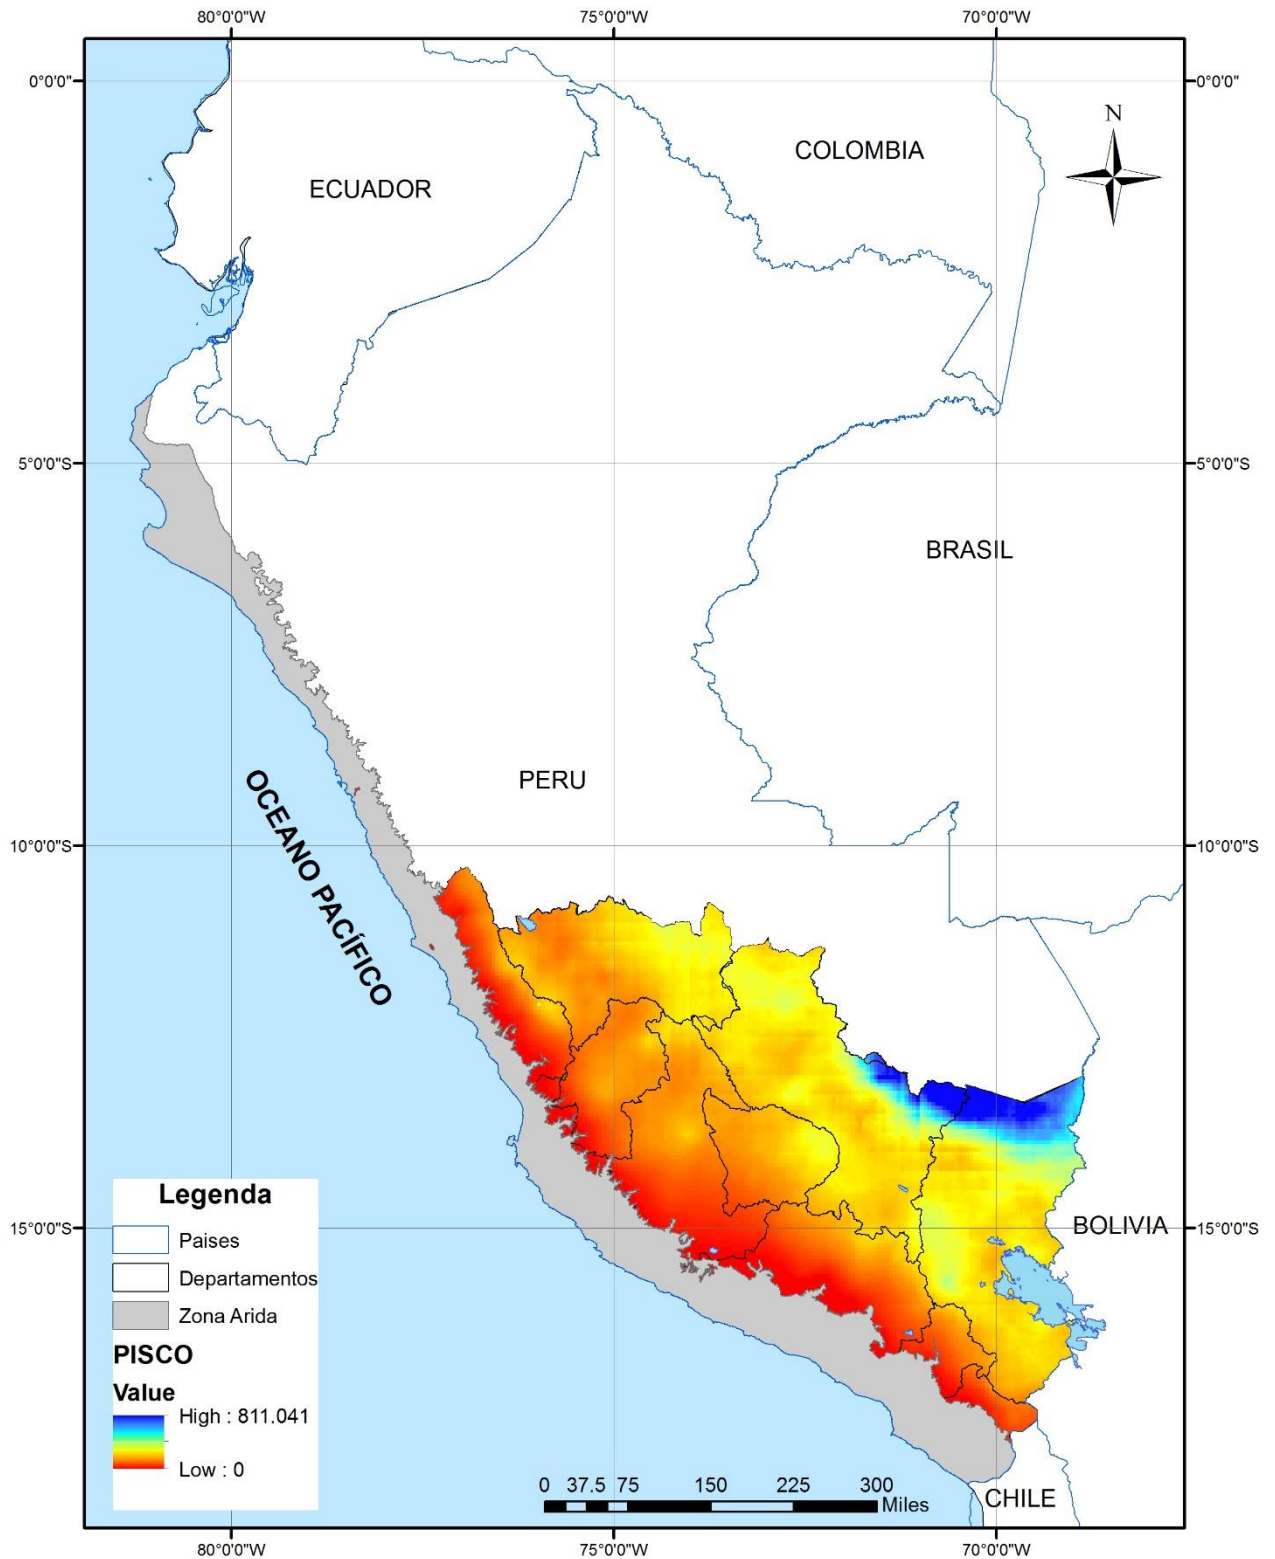 80°0'0"W 75°0'0"W 70°0'0"W
0°0'0" 0°0'0"
N
COLOMBIA
ECUADOR
5°0'0"S 5°0'0"S
BRASIL
PERU
OCEANO PACÍFICO
10°0'0"S 10°0'0"S
BOLIVIA
15°0'0"S 15°0'0"S
Legenda
Paises
Departamentos
Zona Arida
PISCO
Value
High : 811.041
Low : 0
0 37.5 75 150 225 300
Miles
CHILE
80°0'0"W 75°0'0"W 70°0'0"W